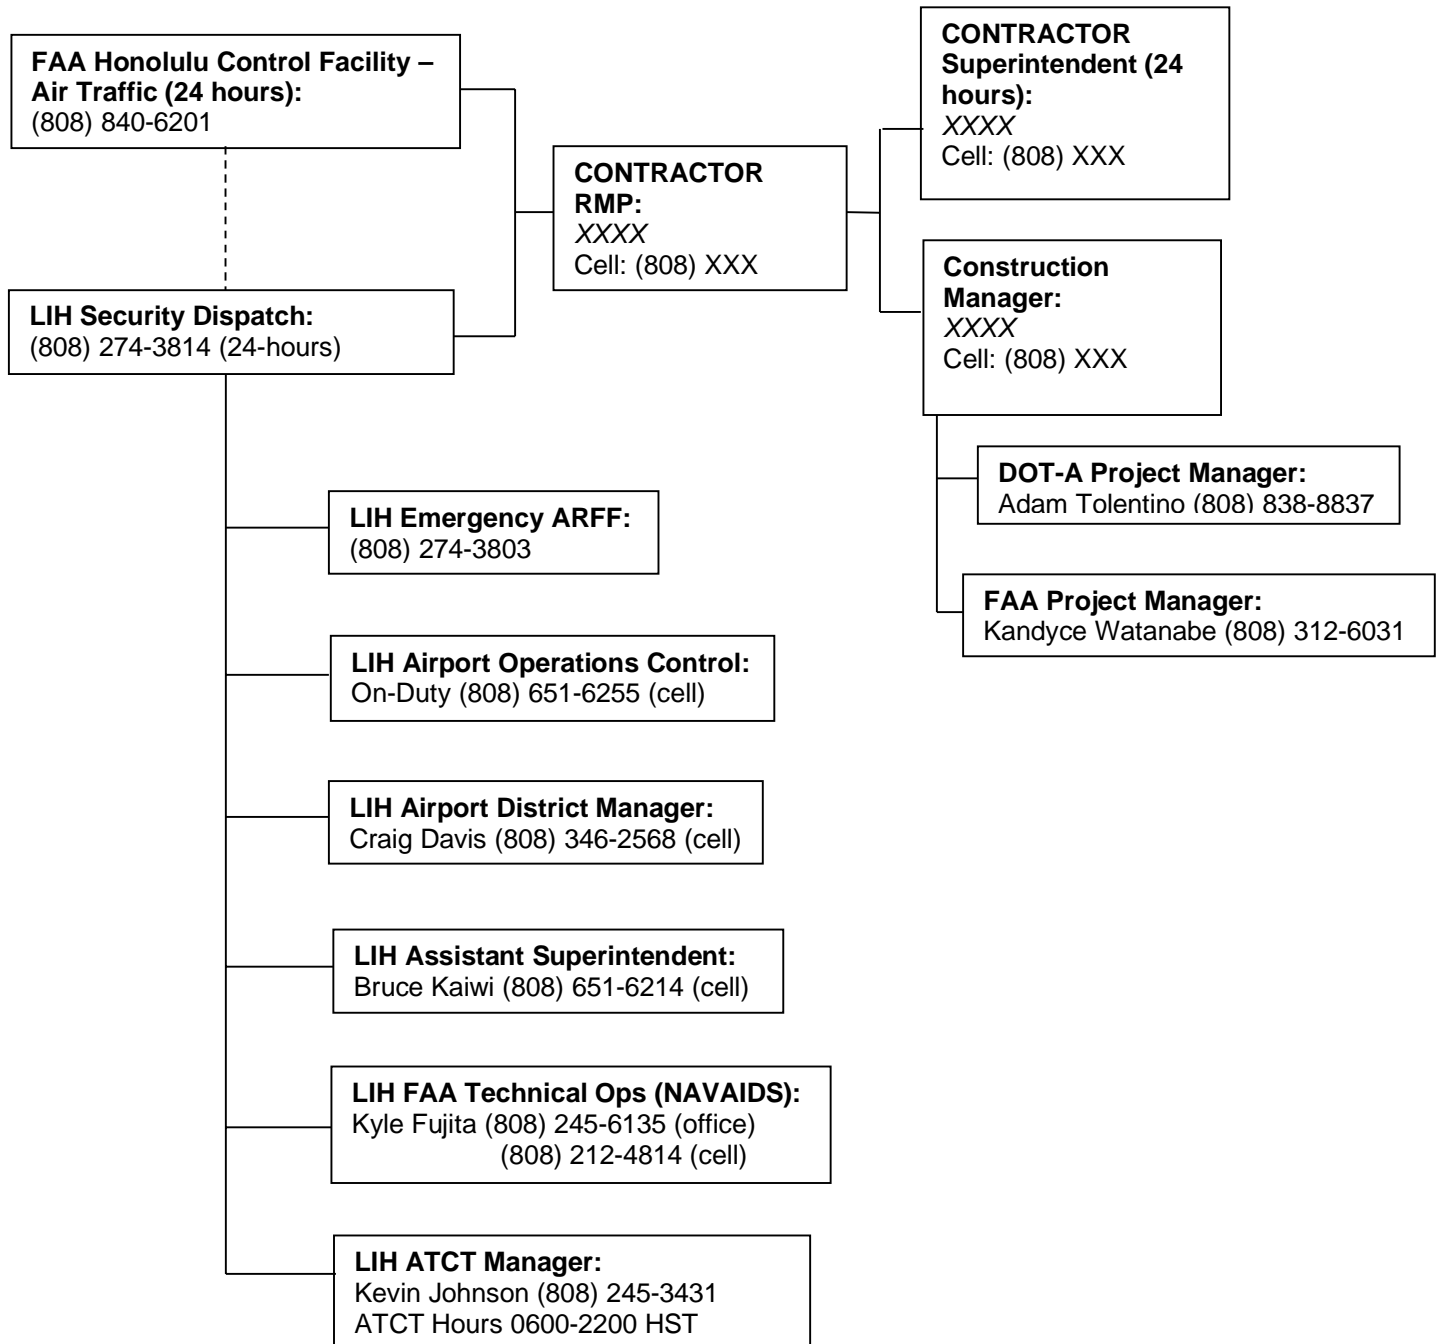 FAA Honolulu Control Facility –
Air Traffic (24 hours):
(808) 840-6201
LIH Security Dispatch:
(808) 274-3814 (24-hours)
CONTRACTOR
RMP:
XXXX
Cell: (808) XXX
CONTRACTOR
Superintendent (24
hours):
XXXX
Cell: (808) XXX
Construction
Manager:
XXXX
Cell: (808) XXX
DOT-A Project Manager:
Adam Tolentino (808) 838-8837
FAA Project Manager:
Kandyce Watanabe (808) 312-6031
LIH Emergency ARFF:
(808) 274-3803
LIH Airport Operations Control:
On-Duty (808) 651-6255 (cell)
LIH Airport District Manager:
Craig Davis (808) 346-2568 (cell)
LIH Assistant Superintendent:
Bruce Kaiwi (808) 651-6214 (cell)
LIH FAA Technical Ops (NAVAIDS):
Kyle Fujita (808) 245-6135 (office)
(808) 212-4814 (cell)
LIH ATCT Manager:
Kevin Johnson (808) 245-3431
ATCT Hours 0600-2200 HST